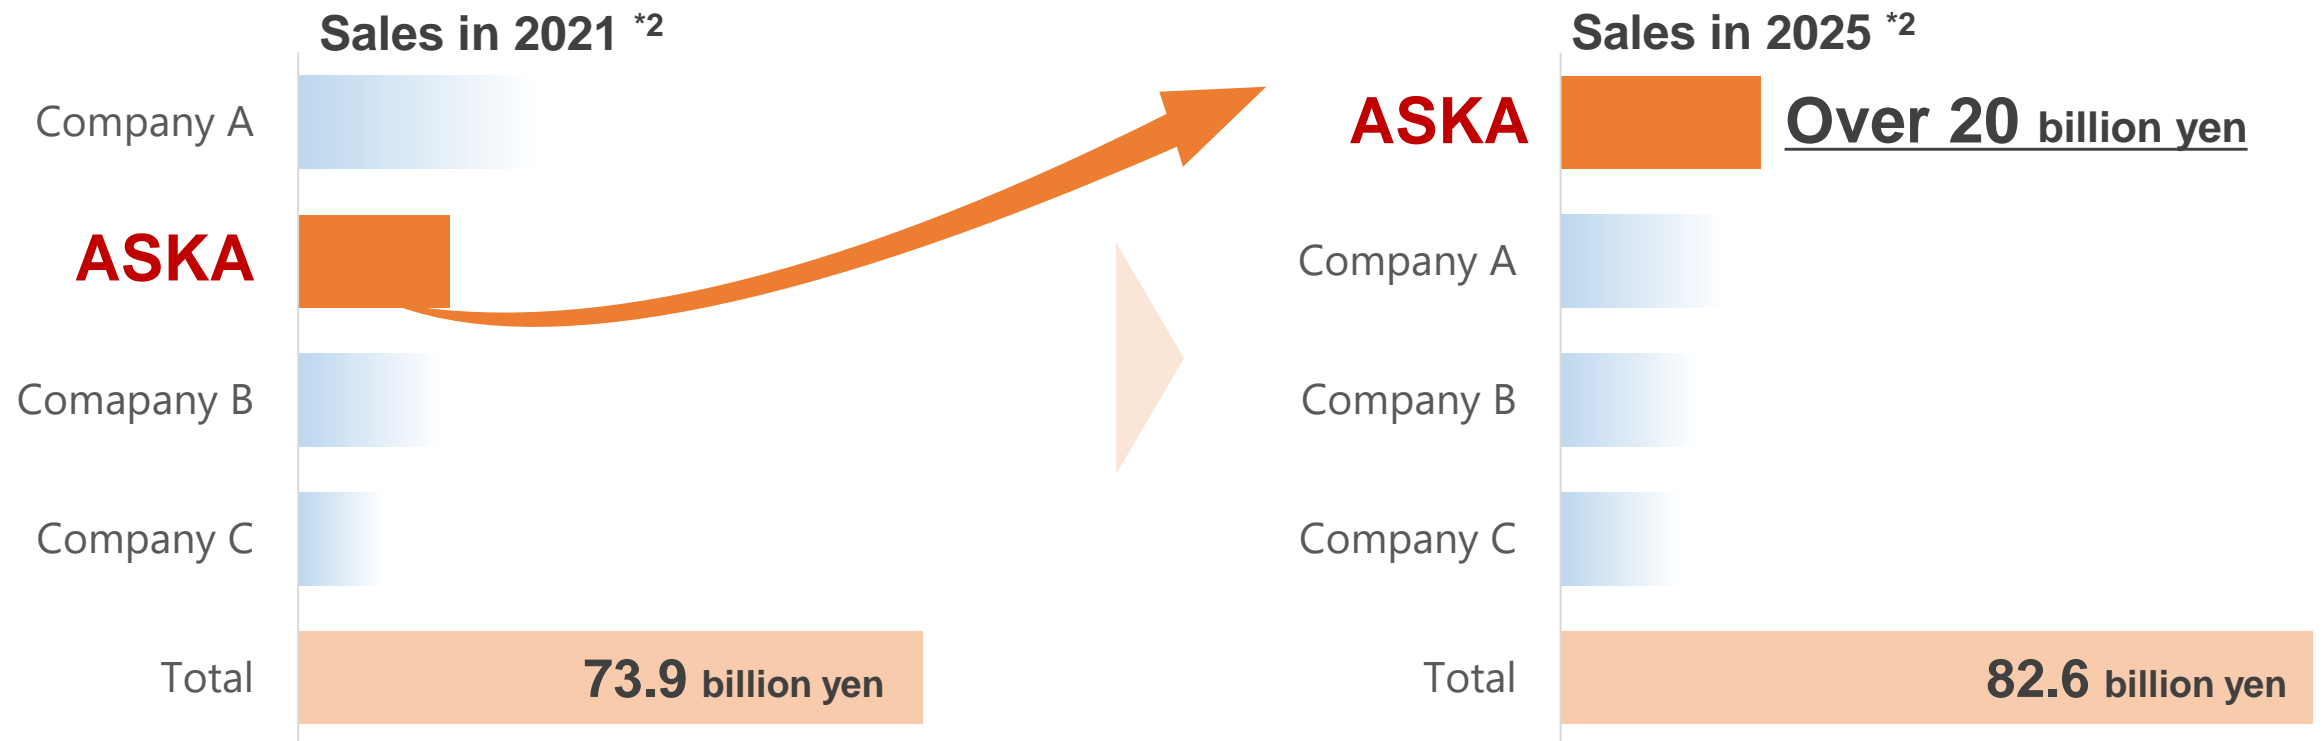 Sales in 2021 *2
Company A
ASKA
Comapany B
Company C
Total
73.9 billion yen
Sales in 2025 *2
ASKA
Over 20 billion yen
Company A
Company B
Company C
Total
82.6 billion yen